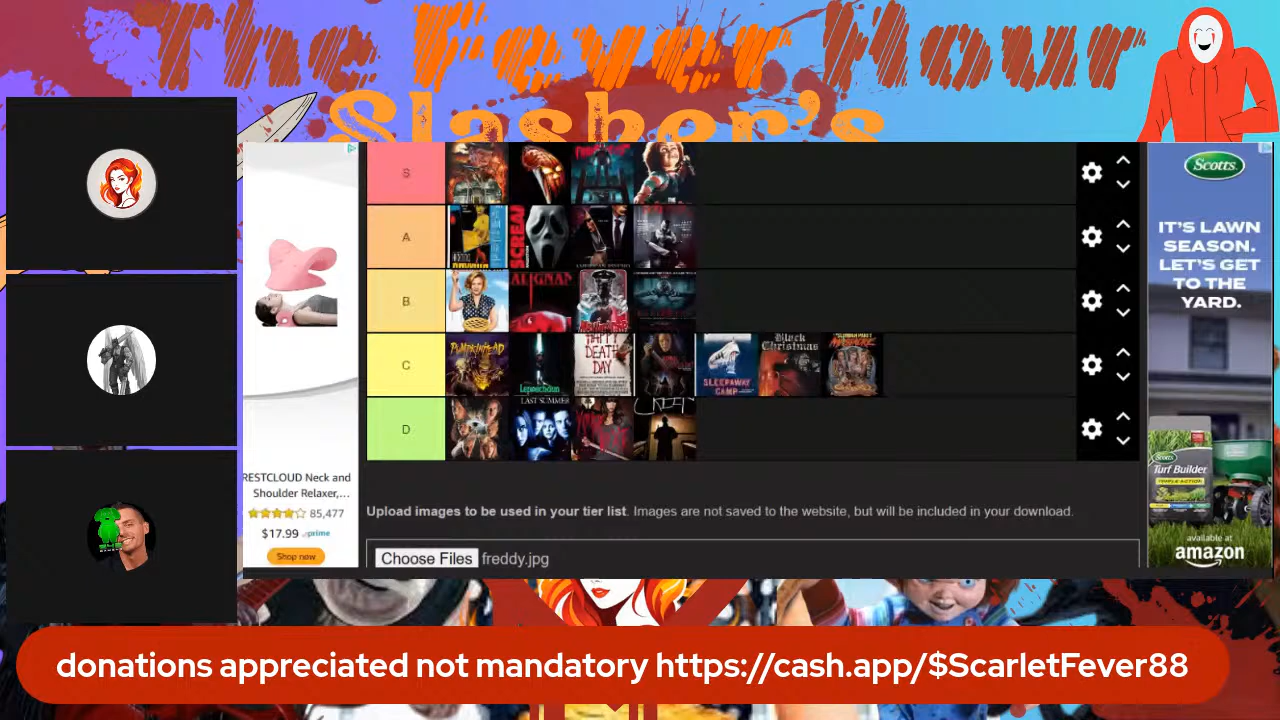 The Fever Hour
Slasher's
S
A
SCREAM
B
MALIGNANT
C
PUMPKINHEAD
Leprechaun
HAPPY
DEATH
DAY
SLEEPAWAY
CAMP
Black
Christmas
D
LAST SUMMER
CREEP
RESTCLOUD Neck and
Shoulder Relaxer,...
85,477
$17.99 prime
Shop now
Upload images to be used in your tier list. Images are not saved to the website, but will be included in your download.
Choose Files freddy.jpg
Scotts
IT'S LAWN
SEASON.
LET'S GET
TO THE
YARD.
Scotts
Turf Builder
available at
amazon
donations appreciated not mandatory https://cash.app/$ScarletFever88